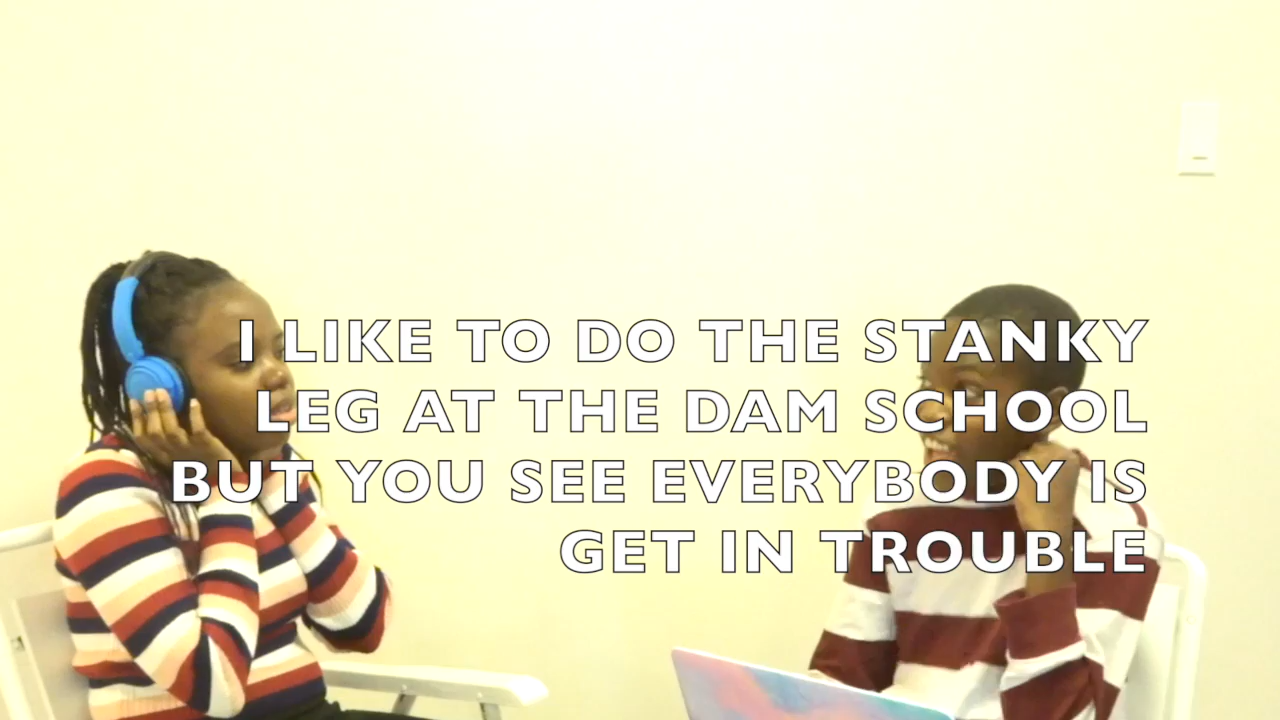 I LIKE TO DO THE STANKY
LEG AT THE DAM SCHOOL
BUT YOU SEE EVERYBODY IS
GET IN TROUBLE